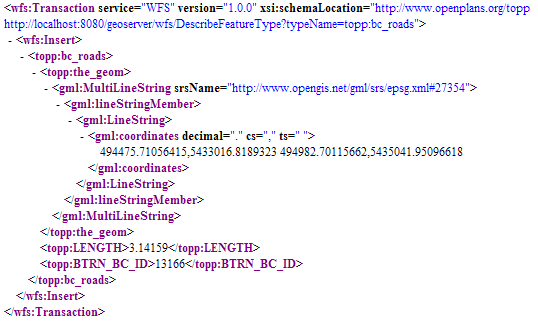 <wfs:Transaction service="WFS" version="1.0.0" xsi:schemaLocation="http://www.openplans.org/topp
http://localhost:8080/geoserver/wfs/DescribeFeatureType?typeName=topp:bc_roads">
- <wfs:Insert>
- <topp:bc_roads>
- <topp:the_geom>
- <gml:MultiLineString srsName="http://www.opengis.net/gml/srs/epsg.xml#27354">
- <gml:lineStringMember>
- <gml:LineString>
- <gml:coordinates decimal="." cs="," ts=" ">
494475.71056415,5433016.8189323 494982.70115662,5435041.95096618
</gml:coordinates>
</gml:LineString>
</gml:lineStringMember>
</gml:MultiLineString>
</topp:the_geom>
<topp:LENGTH>3.14159</topp:LENGTH>
<topp:BTRN_BC_ID>13166</topp:BTRN_BC_ID>
</topp:bc_roads>
</wfs:Insert>
</wfs:Transaction>